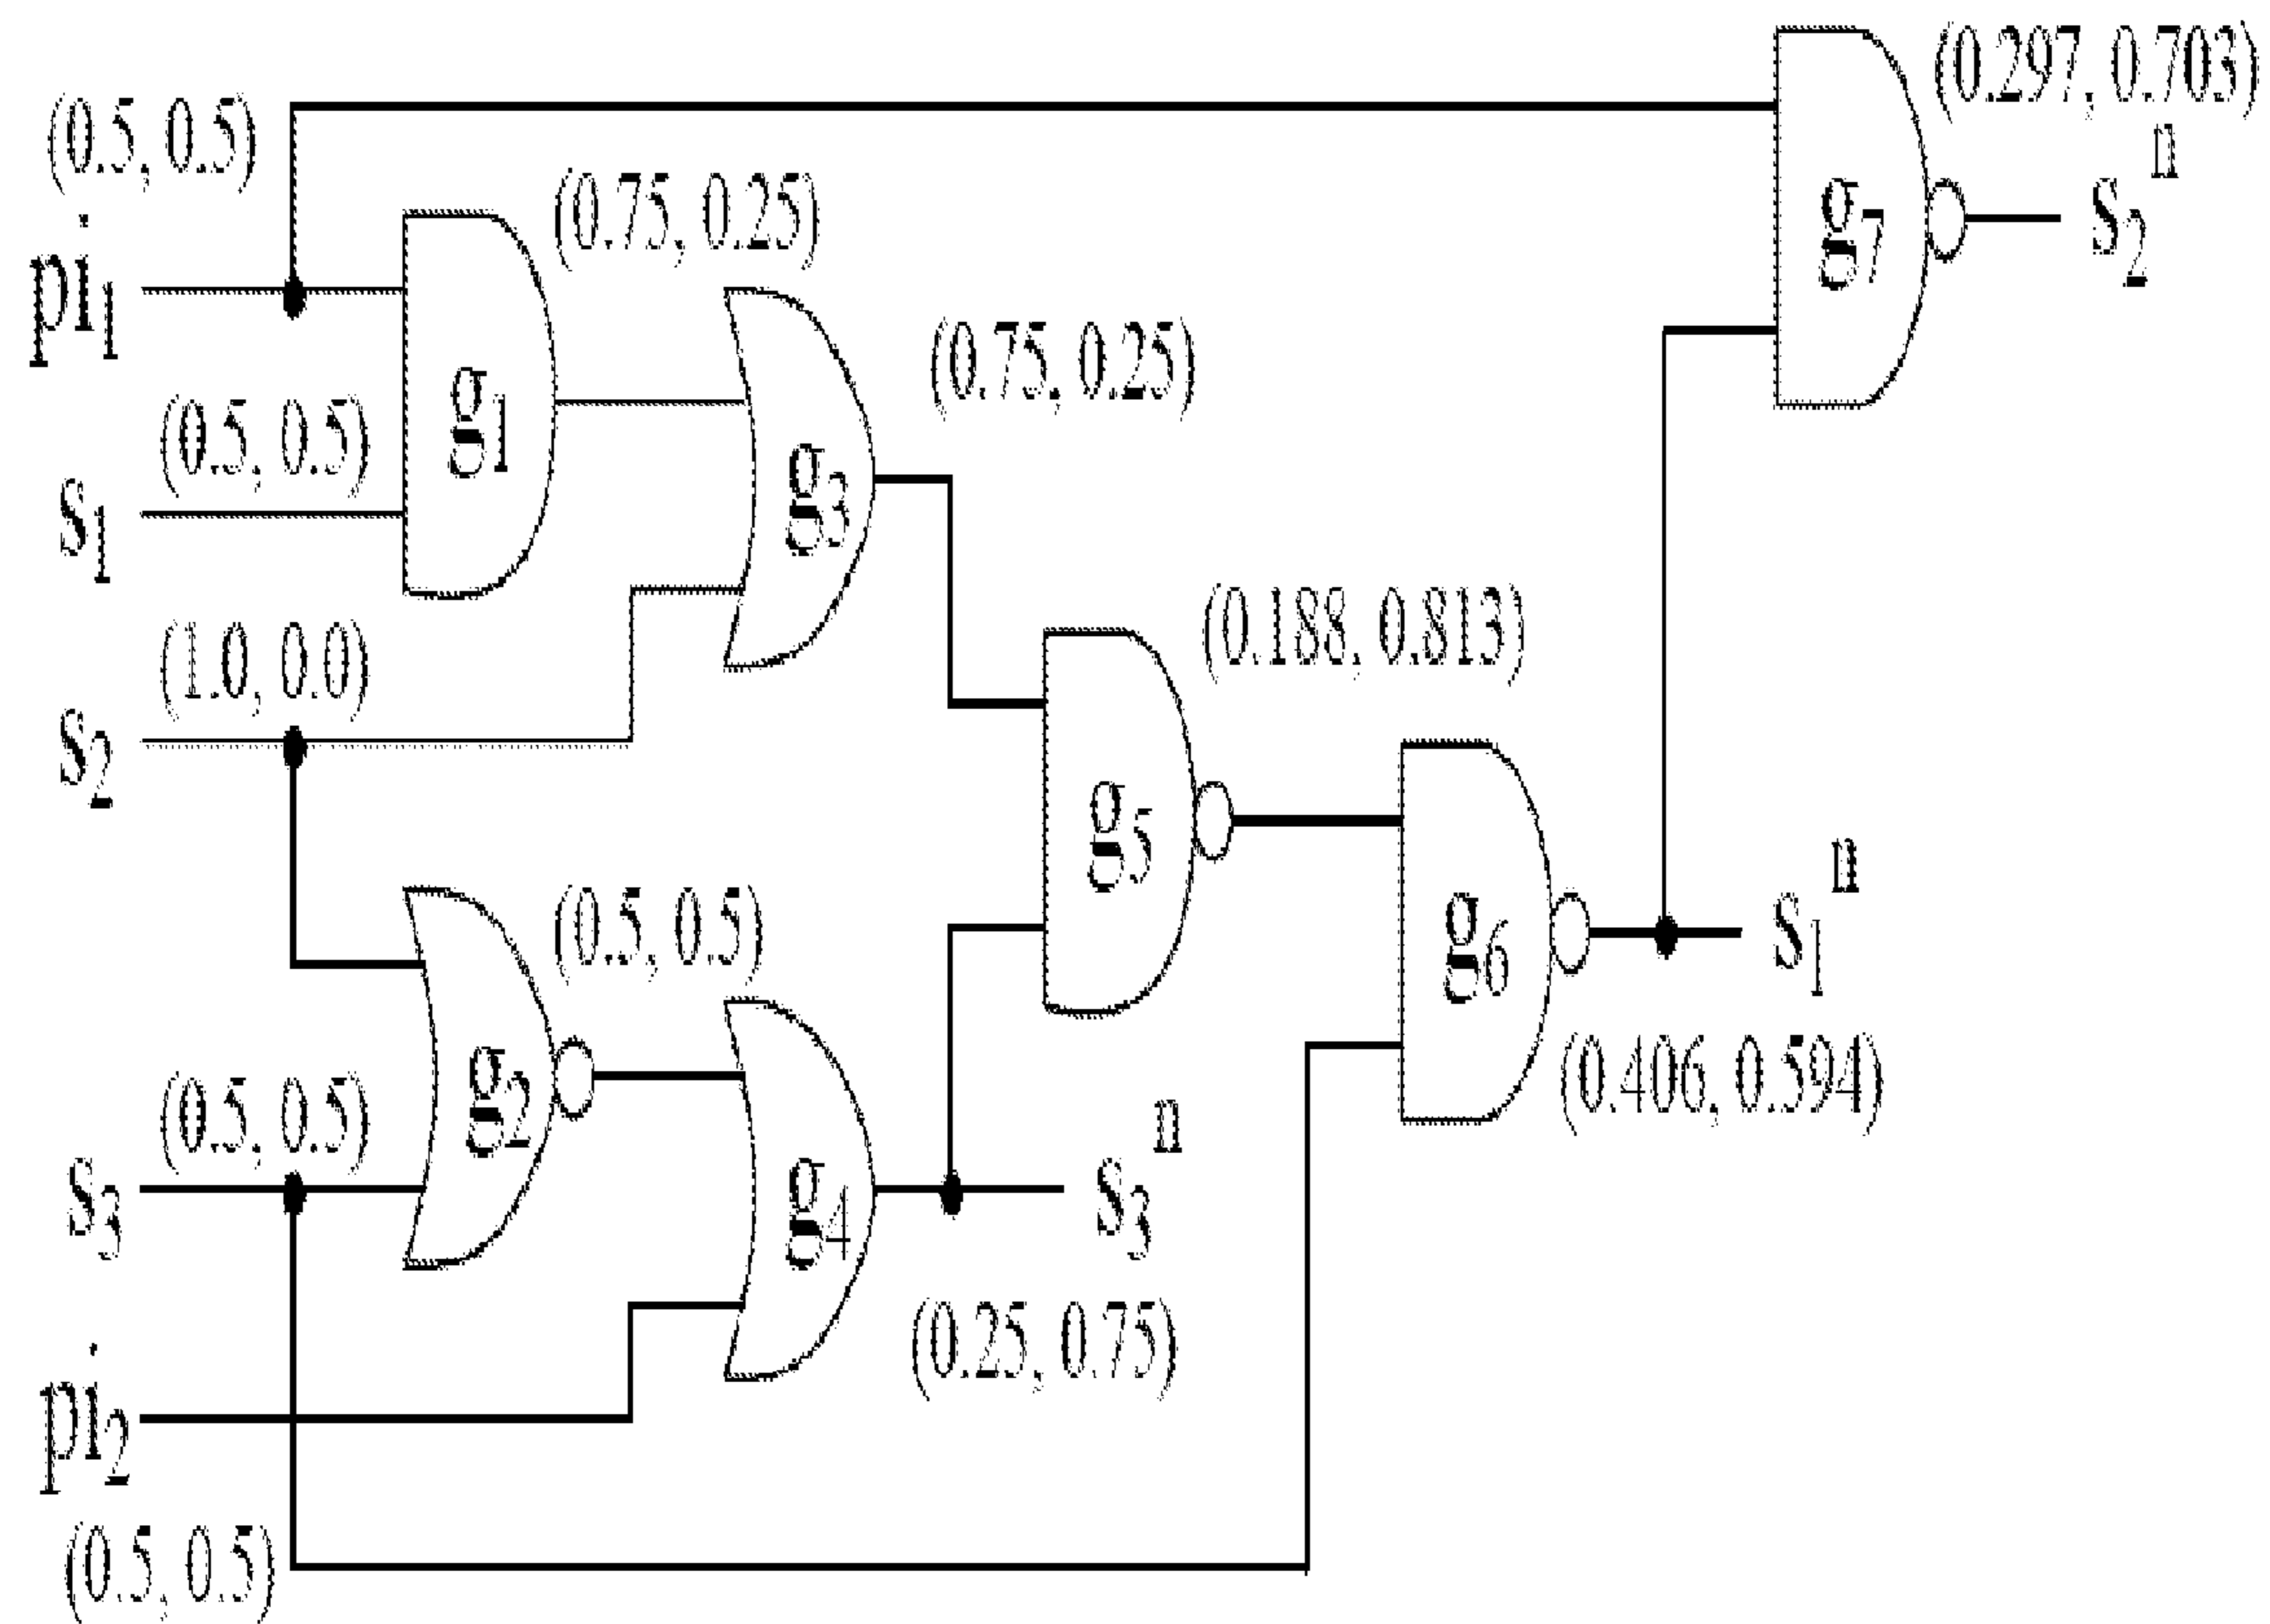 (0.297, 0.703)
(0.5, 0.5)
s₂ⁿ
(0.75, 0.25)
g₇
pi₁
(0.75, 0.25)
g₁
(0.5, 0.5)
s₁
g₃
(1.0, 0.0)
(0.188, 0.813)
s₂
g₅
(0.5, 0.5)
g₆
s₁ⁿ
(0.406, 0.594)
(0.5, 0.5)
g₂
s₃
g₄
s₃ⁿ
(0.25, 0.75)
pi₂
(0.5, 0.5)